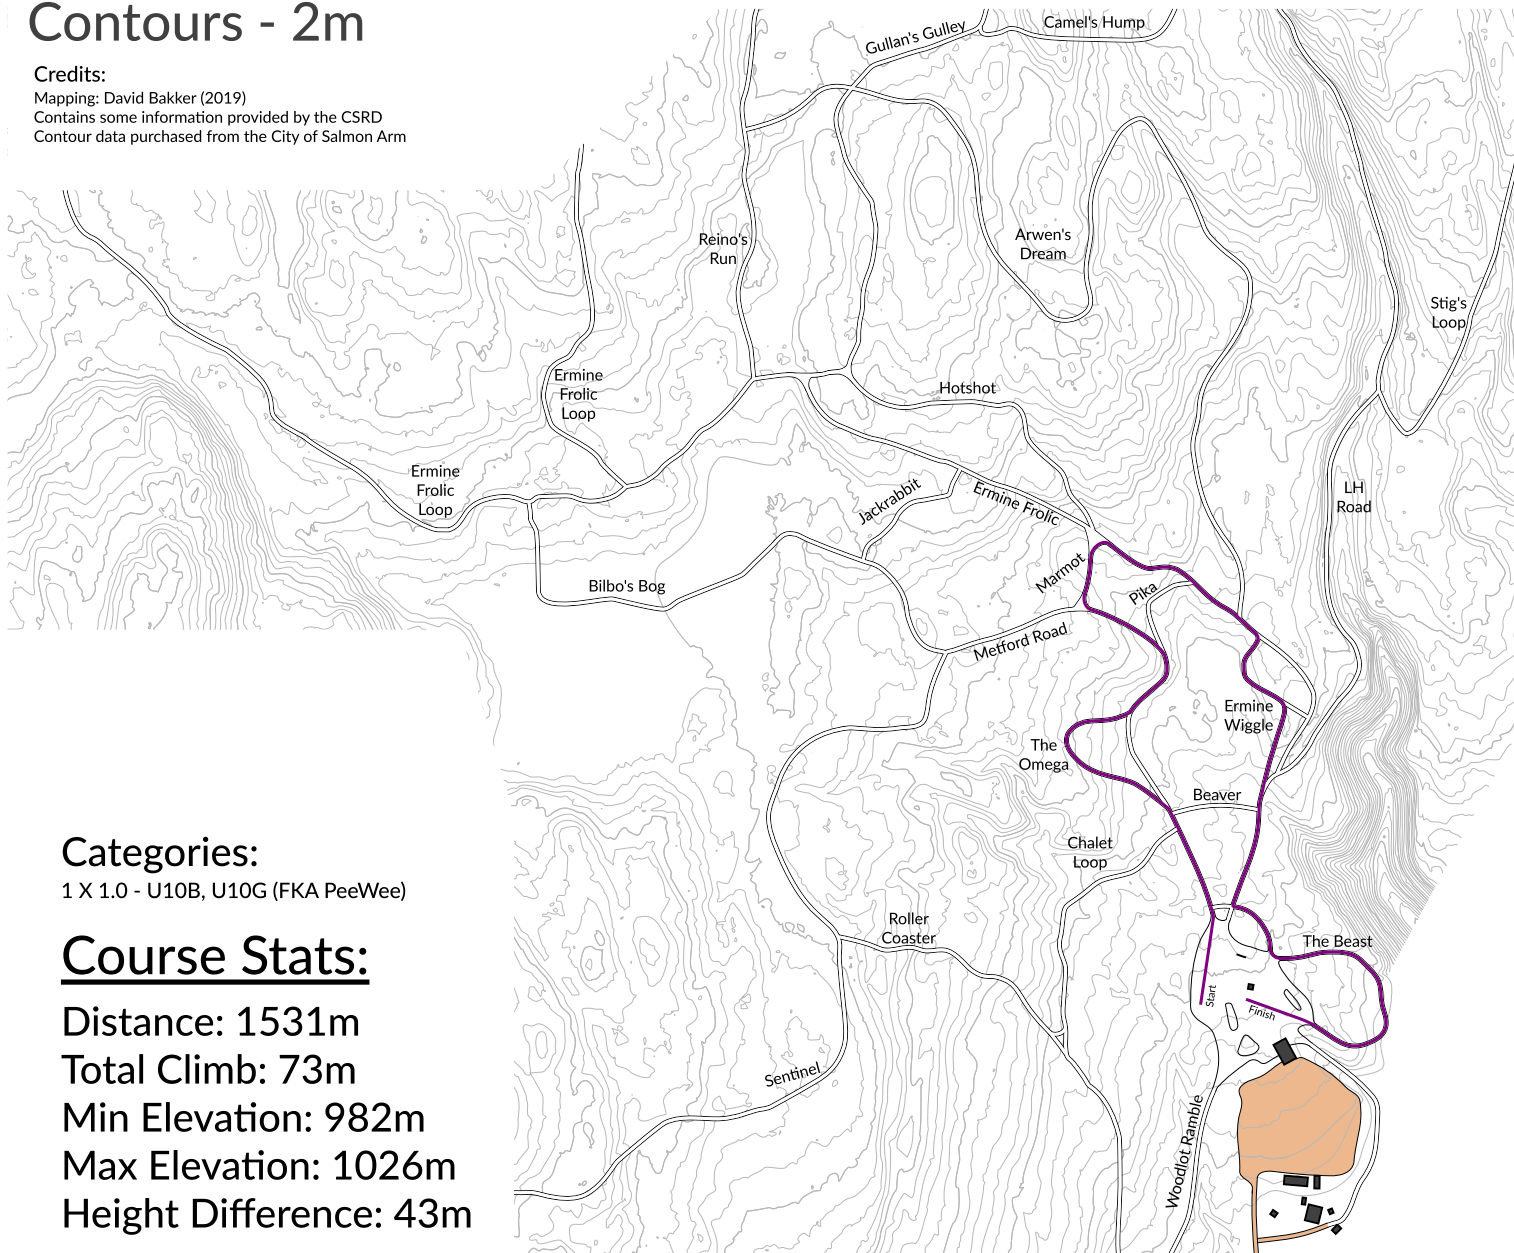 Contours - 2m
Credits:
Mapping: David Bakker (2019)
Contains some information provided by the CSRD
Contour data purchased from the City of Salmon Arm
Gullan's Gulley
Camel's Hump
Reino's
Run
Arwen's
Dream
Stig's
Loop
Ermine
Frolic
Loop
Hotshot
Ermine
Frolic
Loop
Jackrabbit
Ermine Frolic
LH
Road
Bilbo's Bog
Marmot
Pika
Metford Road
Ermine
Wiggle
The
Omega
Beaver
Chalet
Loop
Roller
Coaster
The Beast
Start
Finish
Sentinel
Woodlot Ramble
Categories:
1 X 1.0 - U10B, U10G (FKA PeeWee)
Course Stats:
Distance: 1531m
Total Climb: 73m
Min Elevation: 982m
Max Elevation: 1026m
Height Difference: 43m